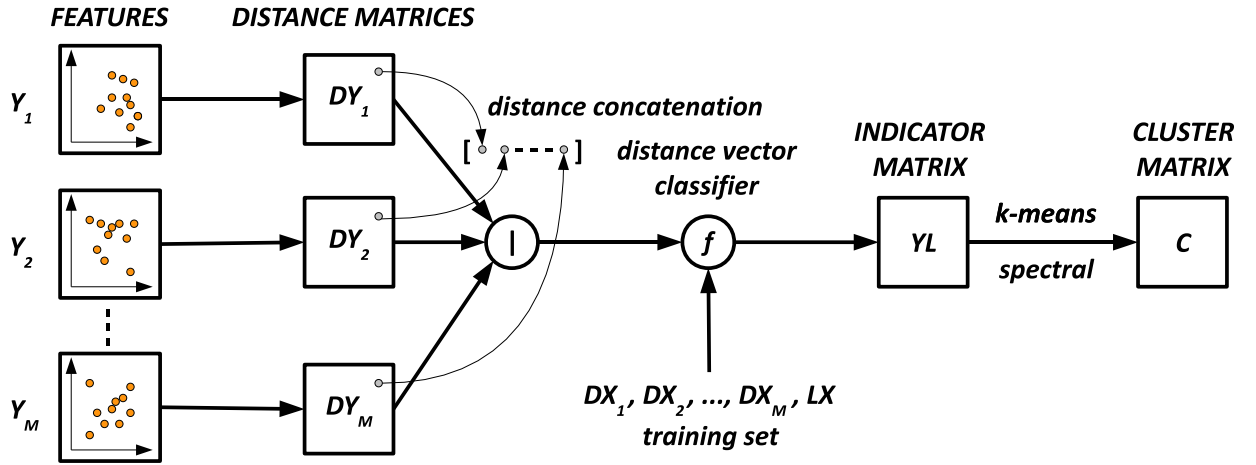 FEATURES
DISTANCE MATRICES
Y1
DY1
distance concatenation
[ ]
distance vector
classifier
INDICATOR
MATRIX
CLUSTER
MATRIX
Y2
DY2
|
f
YL
k-means
spectral
C
YM
DYM
DX1, DX2, ..., DXM, LX
training set